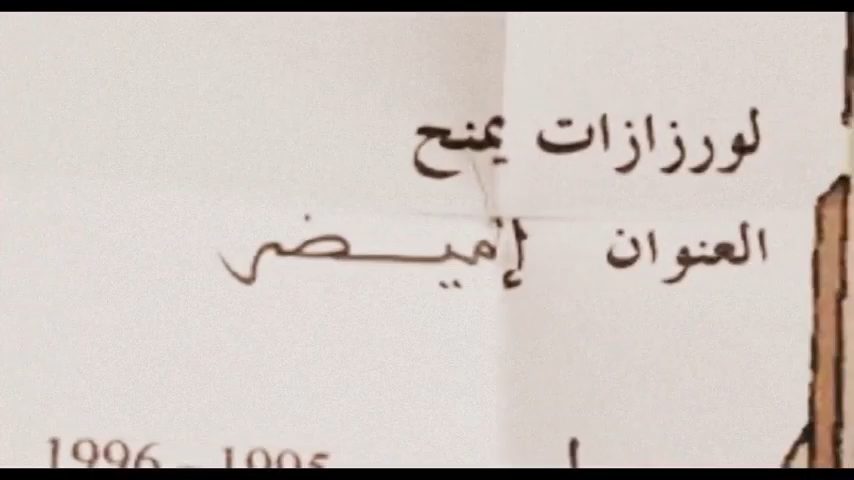 لورزازات يمنح
العنوان إميضر
1996 - 1995